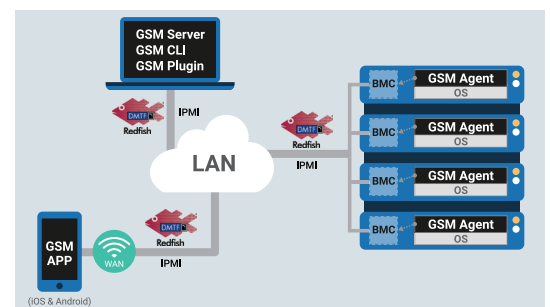 GSM Server
GSM CLI
GSM Plugin
DMTF
Redfish
IPMI
LAN
DMTF
Redfish
IPMI
BMC
GSM Agent
OS
BMC
GSM Agent
OS
BMC
GSM Agent
OS
BMC
GSM Agent
OS
GSM
APP
WAN
DMTF
Redfish
IPMI
(iOS & Android)